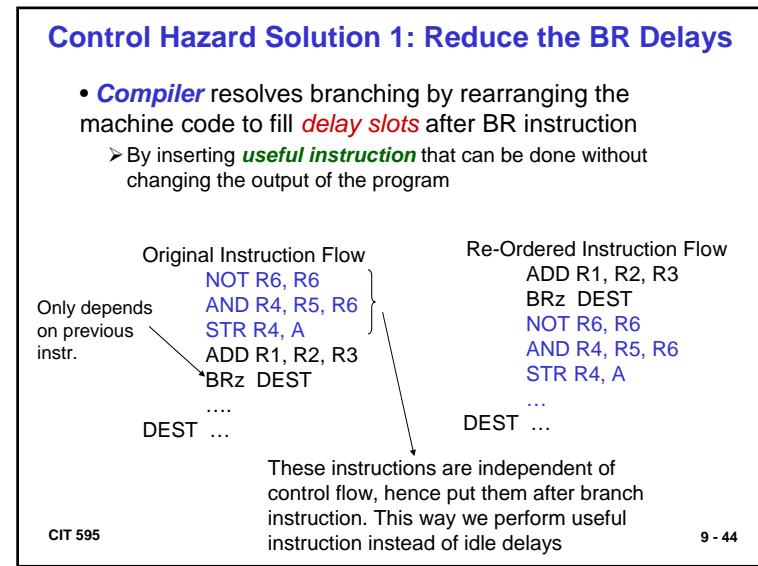 Control Hazard Solution 1: Reduce the BR Delays
• Compiler resolves branching by rearranging the
machine code to fill delay slots after BR instruction
➢ By inserting useful instruction that can be done without
changing the output of the program
Original Instruction Flow
NOT R6, R6
AND R4, R5, R6
STR R4, A
ADD R1, R2, R3
BRz DEST
….
DEST …
Only depends
on previous
instr.
Re-Ordered Instruction Flow
ADD R1, R2, R3
BRz DEST
NOT R6, R6
AND R4, R5, R6
STR R4, A
…
DEST …
These instructions are independent of
control flow, hence put them after branch
instruction. This way we perform useful
instruction instead of idle delays
CIT 595
9 - 44